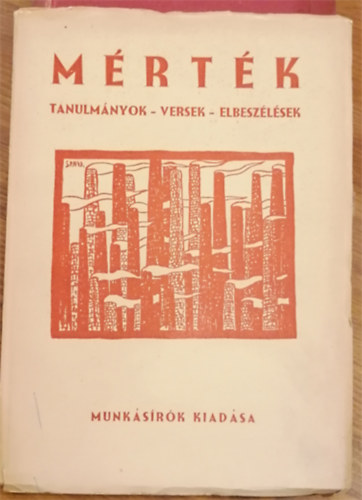 MÉRTÉK
TANULMÁNYOK - VERSEK - ELBESZÉLÉSEK
MUNKÁSÍRÓK KIADÁSA